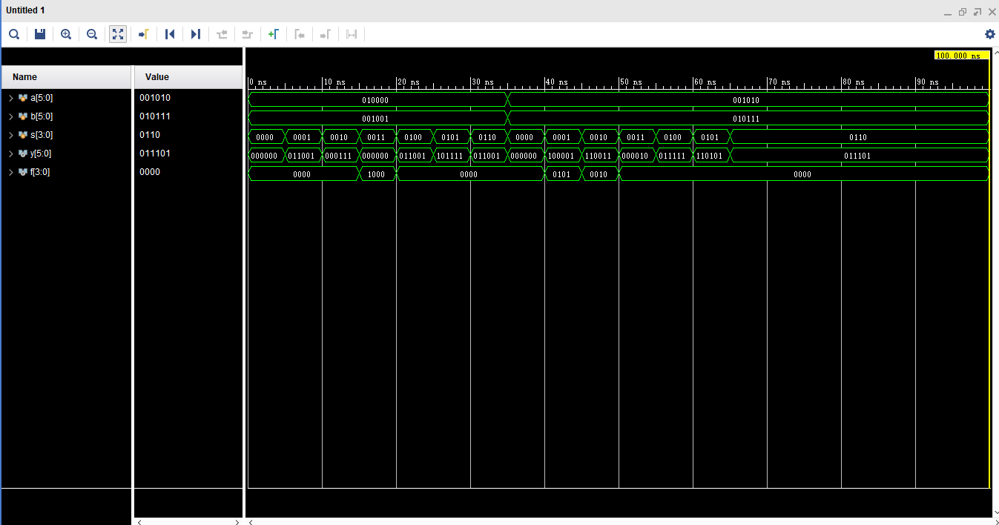 Untitled 1
100.000 ns
Name Value
0 ns 10 ns 20 ns 30 ns 40 ns 50 ns 60 ns 70 ns 80 ns 90 ns
a[5:0] 001010 010000 001010
b[5:0] 010111 001001 010111
s[3:0] 0110 0000 0001 0010 0011 0100 0101 0110 0000 0001 0010 0011 0100 0101 0110
y[5:0] 011101 000000 011001 000111 000000 011001 101111 011001 000000 100001 110011 000010 011111 110101 011101
f[3:0] 0000 0000 1000 0000 0101 0010 0000